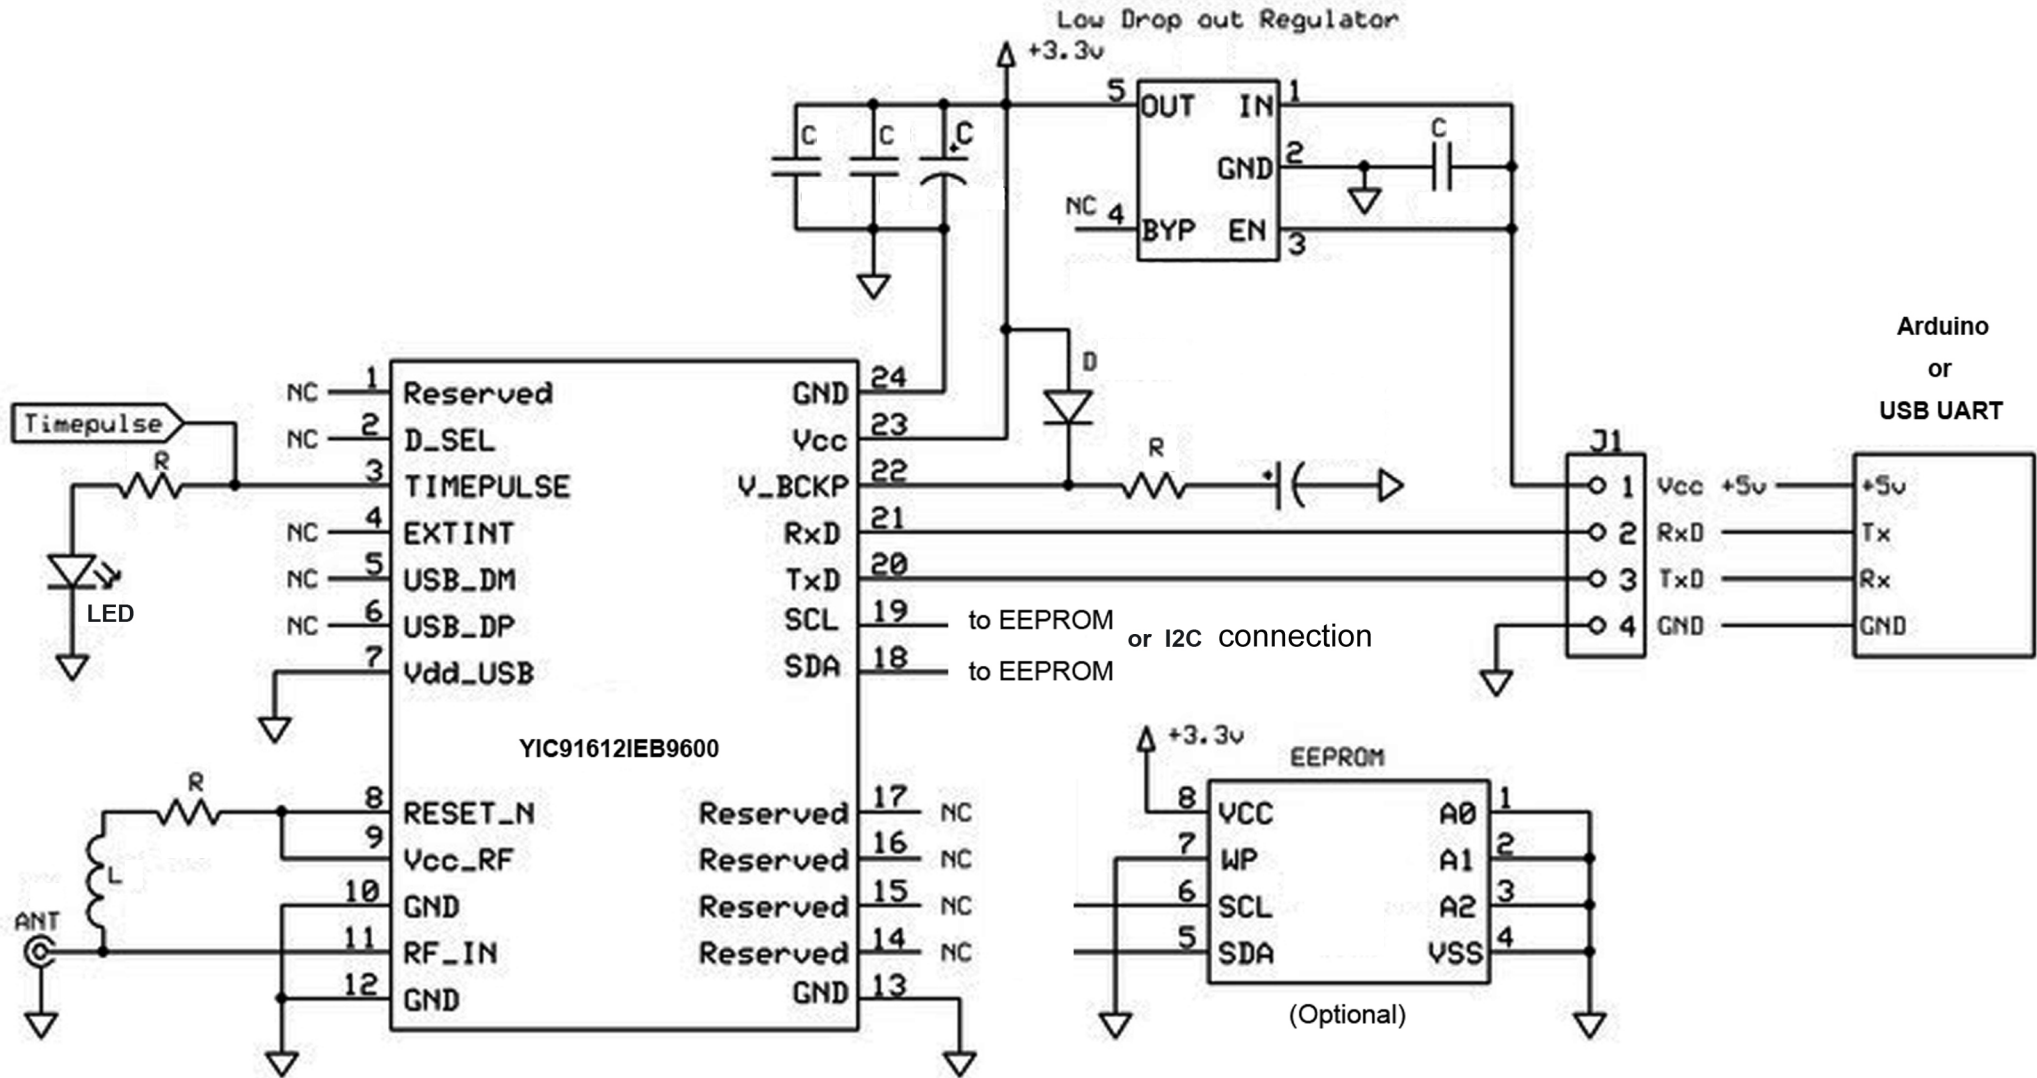 Low Drop out Regulator
+3.3v
5 OUT IN 1
C C +C
GND 2 C
NC 4 BYP EN 3
Arduino
or
USB UART
D
NC 1 Reserved GND 24
Timepulse
NC 2 D_SEL Vcc 23
J1
R
3 TIMEPULSE V_BCKP 22 R +
1 Vcc +5v +5v
NC 4 EXTINT RxD 21
2 RxD Tx
NC 5 USB_DM TxD 20
3 TxD Rx
LED
NC 6 USB_DP SCL 19 to EEPROM
4 GND GND
or I2C connection
7 Vdd_USB SDA 18 to EEPROM
YIC91612IEB9600
+3.3v
EEPROM
R
8 RESET_N Reserved 17 NC
8 VCC A0 1
9 Vcc_RF Reserved 16 NC
7 WP A1 2
L
10 GND Reserved 15 NC
6 SCL A2 3
ANT
11 RF_IN Reserved 14 NC
5 SDA VSS 4
12 GND GND 13
(Optional)